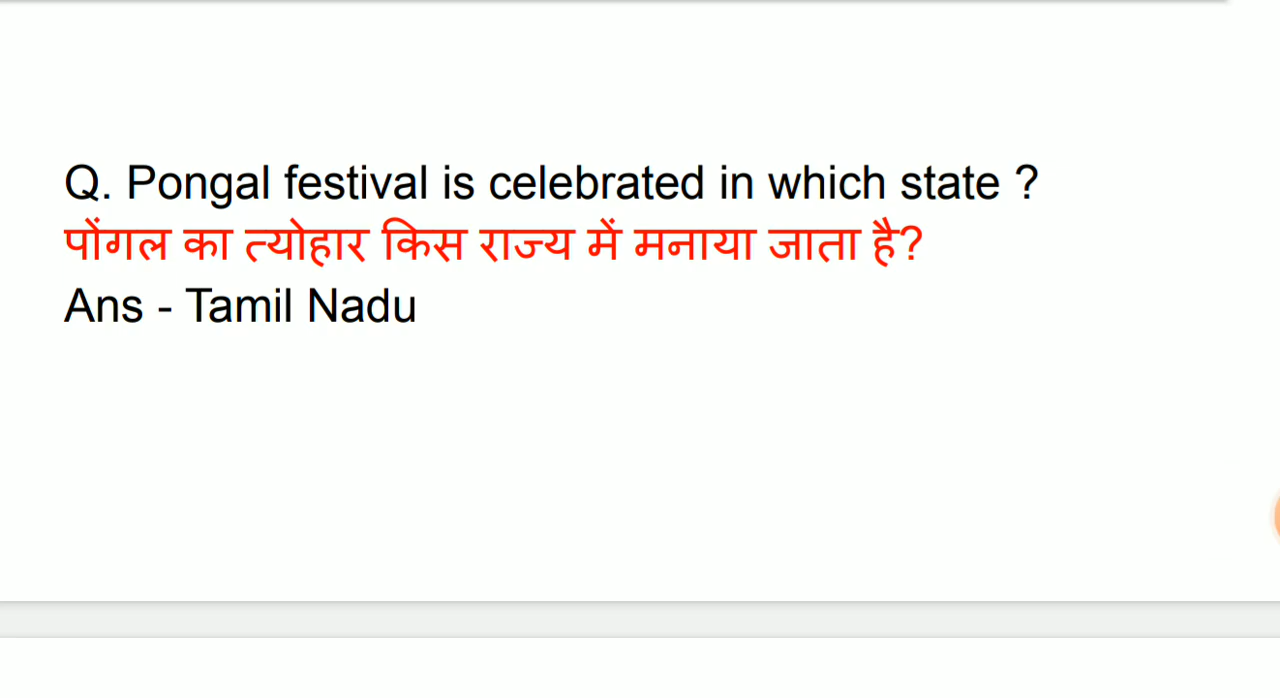 Q. Pongal festival is celebrated in which state ?
पोंगल का त्योहार किस राज्य में मनाया जाता है?
Ans - Tamil Nadu